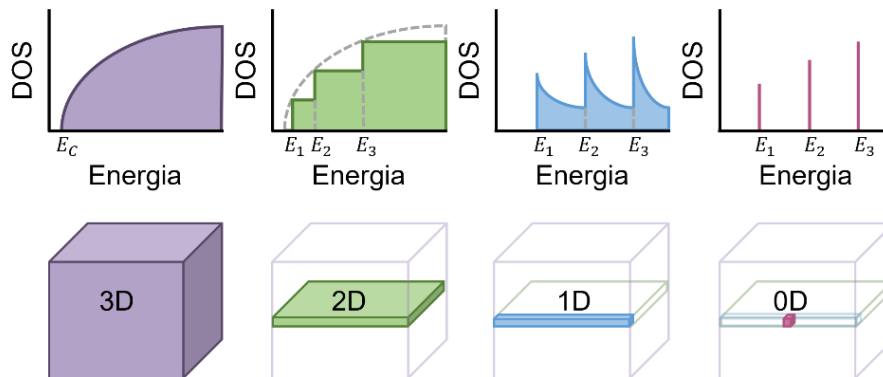 DOS
E_C
Energia
DOS
E_1 E_2 E_3
Energia
DOS
E_1 E_2 E_3
Energia
DOS
E_1 E_2 E_3
Energia
3D
2D
1D
0D